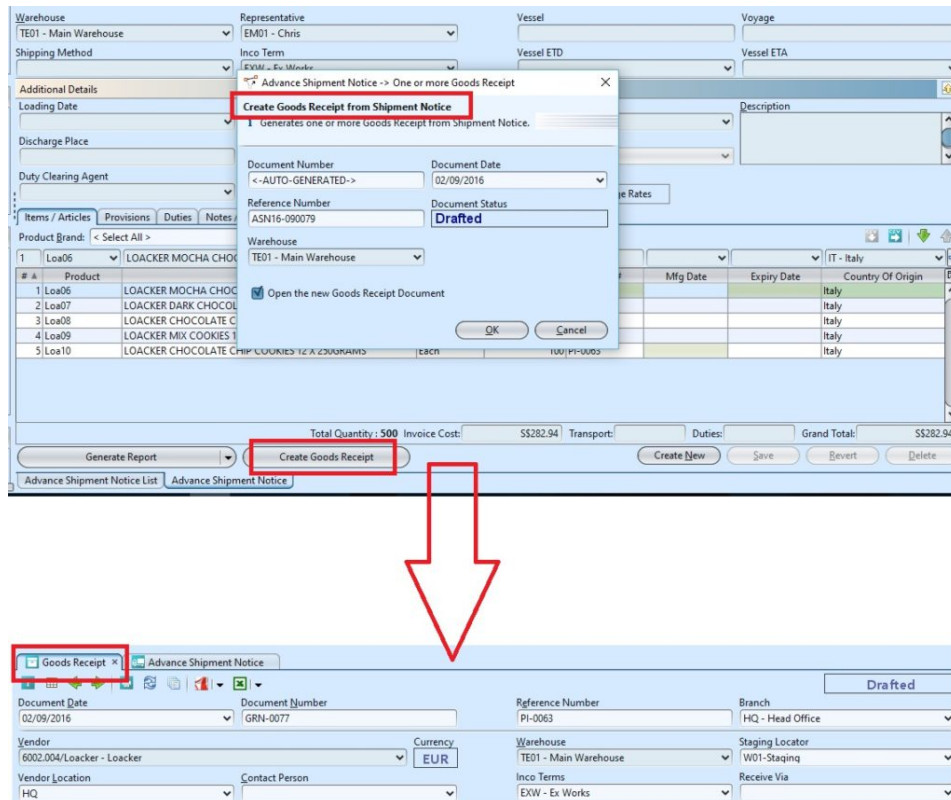 Warehouse Representative Vessel Voyage
TE01 - Main Warehouse EM01 - Chris
Shipping Method Inco Term Vessel ETD Vessel ETA
EXW - Ex Works
Advance Shipment Notice -> One or more Goods Receipt
Additional Details
Create Goods Receipt from Shipment Notice
Loading Date Description
Generates one or more Goods Receipt from Shipment Notice.
Discharge Place
Document Number Document Date
Duty Clearing Agent
<-AUTO-GENERATED-> 02/09/2016
ge Rates
Reference Number Document Status
ASN16-090079 Drafted
Items / Articles Provisions Duties Notes
Product Brand: < Select All >
Warehouse
1 Loa06 LOACKER MOCHA CHOC TE01 - Main Warehouse IT - Italy
# Product Mfg Date Expiry Date Country Of Origin
1 Loa06 LOACKER MOCHA CHOC Italy
Open the new Goods Receipt Document
2 Loa07 LOACKER DARK CHOCOL Italy
3 Loa08 LOACKER CHOCOLATE C Italy
4 Loa09 LOACKER MIX COOKIES 1 Italy
OK Cancel
5 Loa10 LOACKER CHOCOLATE CHIP COOKIES 12 X 250GRAMS Each 100 PI-0063 Italy
Total Quantity : 500 Invoice Cost: S$282.94 Transport: Duties: Grand Total: S$282.94
Generate Report Create Goods Receipt Create New Save Revert Delete
Advance Shipment Notice List Advance Shipment Notice
Goods Receipt Advance Shipment Notice
Drafted
Document Date Document Number Reference Number Branch
02/09/2016 GRN-0077 PI-0063 HQ - Head Office
Vendor Currency Warehouse Staging Locator
6002.004/Loacker - Loacker EUR TE01 - Main Warehouse W01-Staging
Vendor Location Contact Person Inco Terms Receive Via
HQ EXW - Ex Works